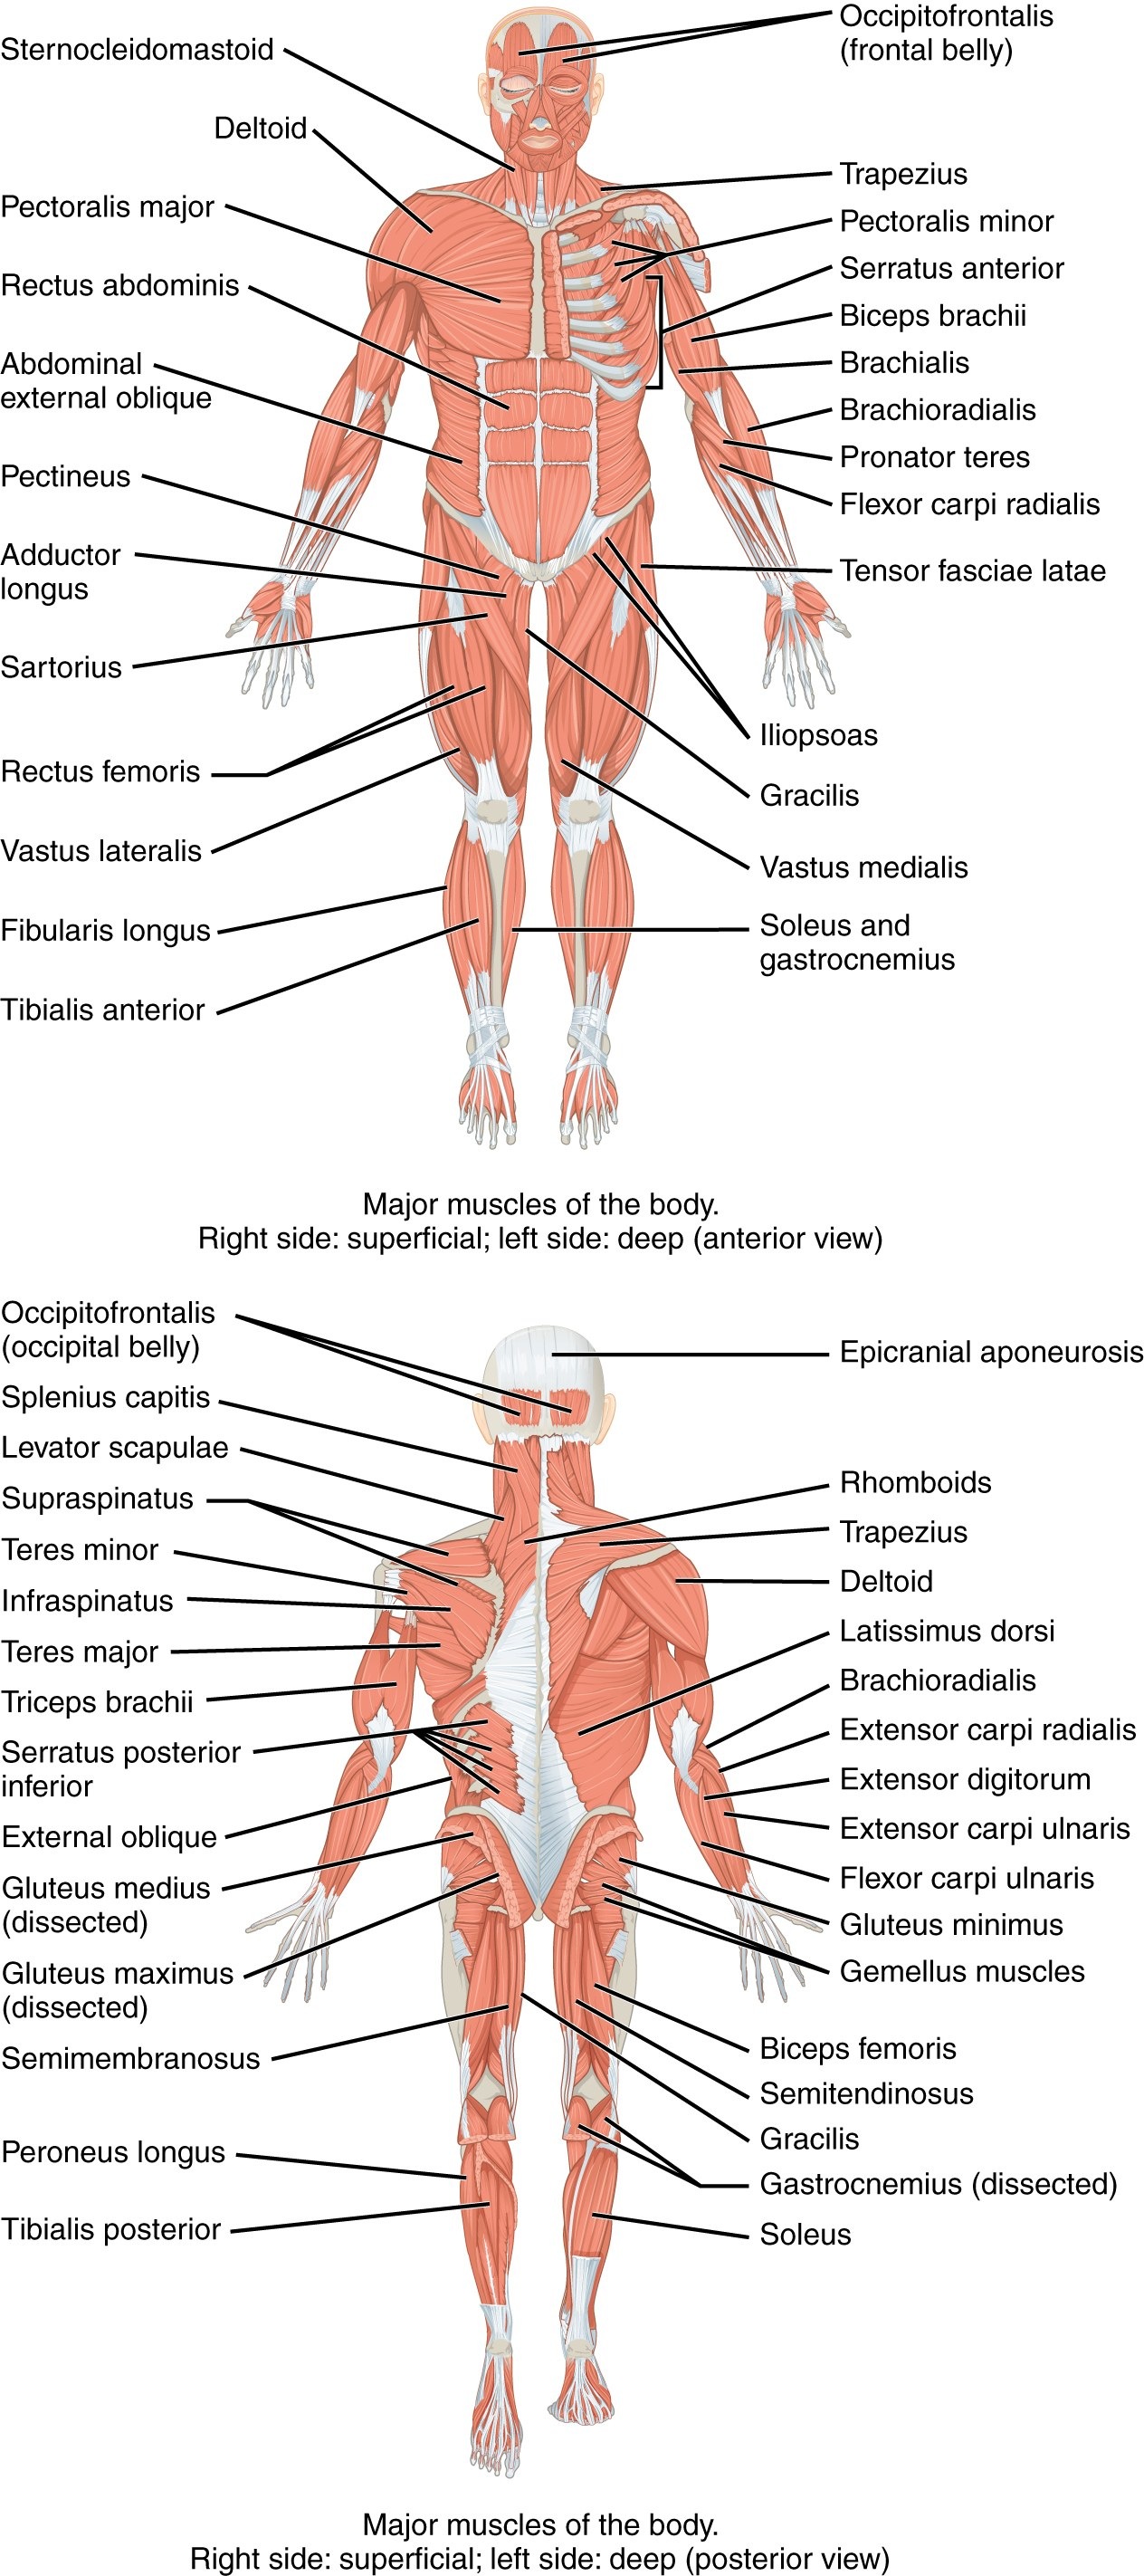 Sternocleidomastoid
Deltoid
Pectoralis major
Rectus abdominis
Abdominal
external oblique
Pectineus
Adductor
longus
Sartorius
Rectus femoris
Vastus lateralis
Fibularis longus
Tibialis anterior
Occipitofrontalis
(frontal belly)
Trapezius
Pectoralis minor
Serratus anterior
Biceps brachii
Brachialis
Brachioradialis
Pronator teres
Flexor carpi radialis
Tensor fasciae latae
Iliopsoas
Gracilis
Vastus medialis
Soleus and
gastrocnemius
Major muscles of the body.
Right side: superficial; left side: deep (anterior view)
Occipitofrontalis
(occipital belly)
Splenius capitis
Levator scapulae
Supraspinatus
Teres minor
Infraspinatus
Teres major
Triceps brachii
Serratus posterior
inferior
External oblique
Gluteus medius
(dissected)
Gluteus maximus
(dissected)
Semimembranosus
Peroneus longus
Tibialis posterior
Epicranial aponeurosis
Rhomboids
Trapezius
Deltoid
Latissimus dorsi
Brachioradialis
Extensor carpi radialis
Extensor digitorum
Extensor carpi ulnaris
Flexor carpi ulnaris
Gluteus minimus
Gemellus muscles
Biceps femoris
Semitendinosus
Gracilis
Gastrocnemius (dissected)
Soleus
Major muscles of the body.
Right side: superficial; left side: deep (posterior view)